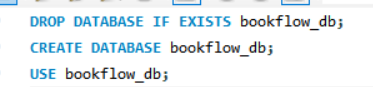 DROP DATABASE IF EXISTS bookflow_db;
CREATE DATABASE bookflow_db;
USE bookflow_db;